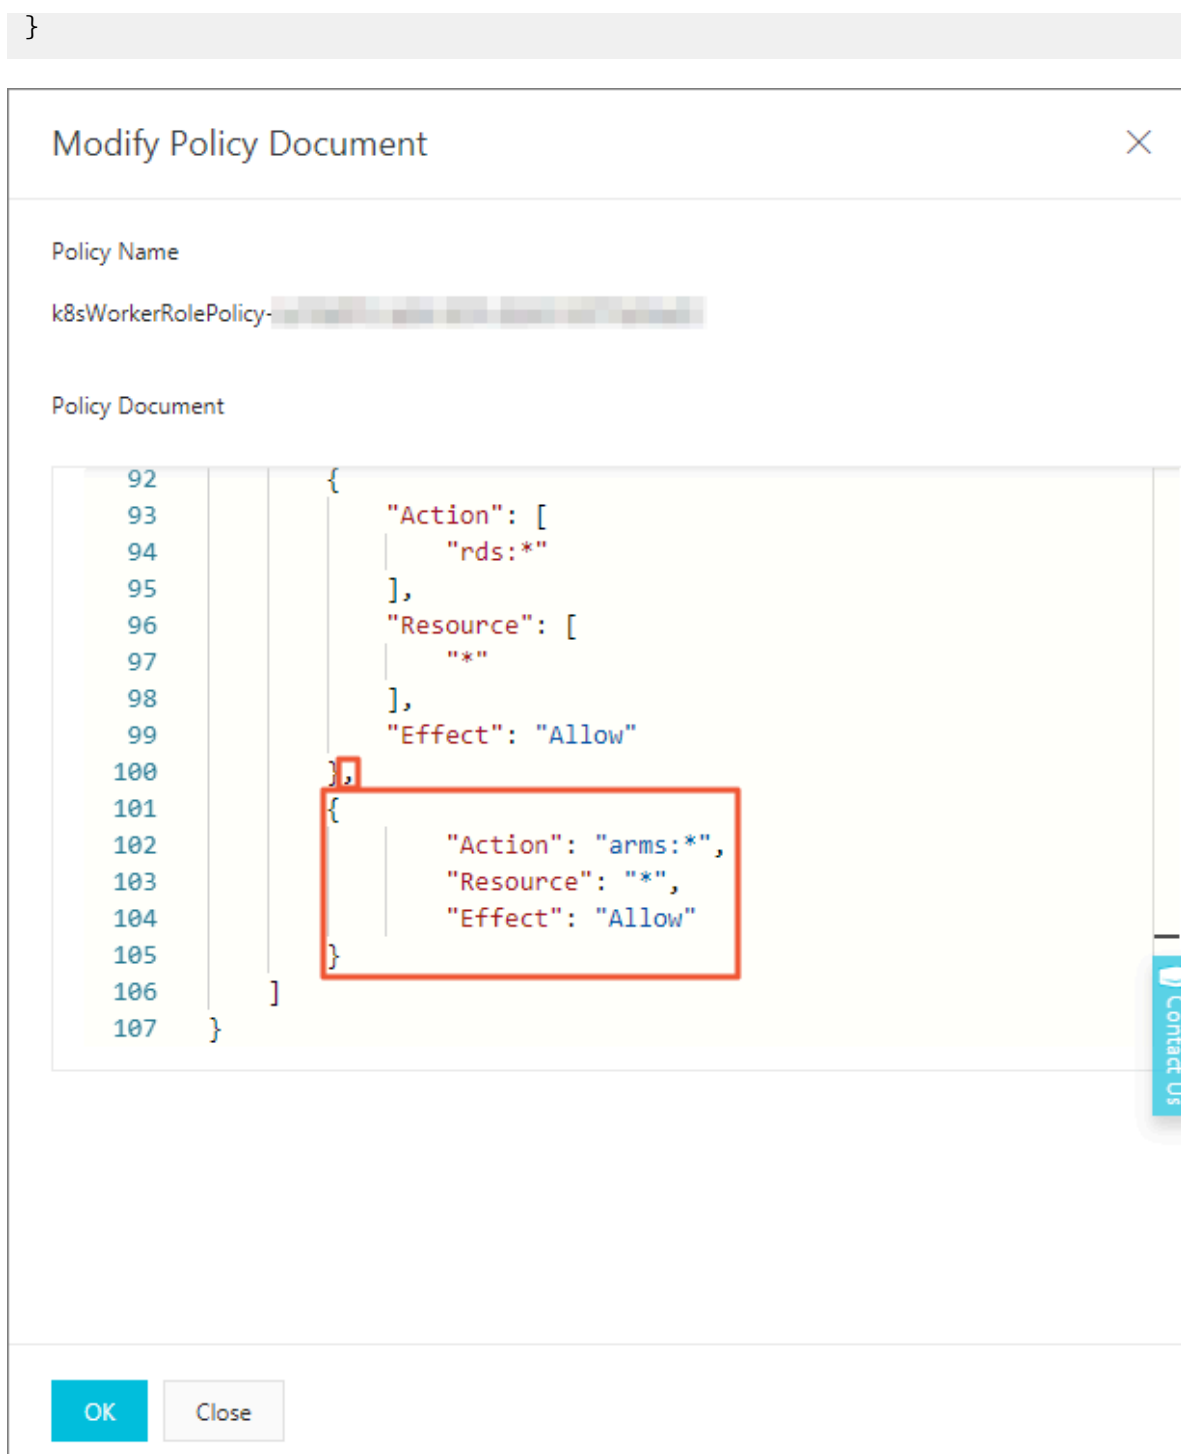 }
Modify Policy Document
Policy Name
k8sWorkerRolePolicy-
Policy Document
92 {
93 "Action": [
94 "rds:*"
95 ],
96 "Resource": [
97 "*"
98 ],
99 "Effect": "Allow"
100 },
101 {
102 "Action": "arms:*",
103 "Resource": "*",
104 "Effect": "Allow"
105 }
106 ]
107 }
Contact Us
OK Close